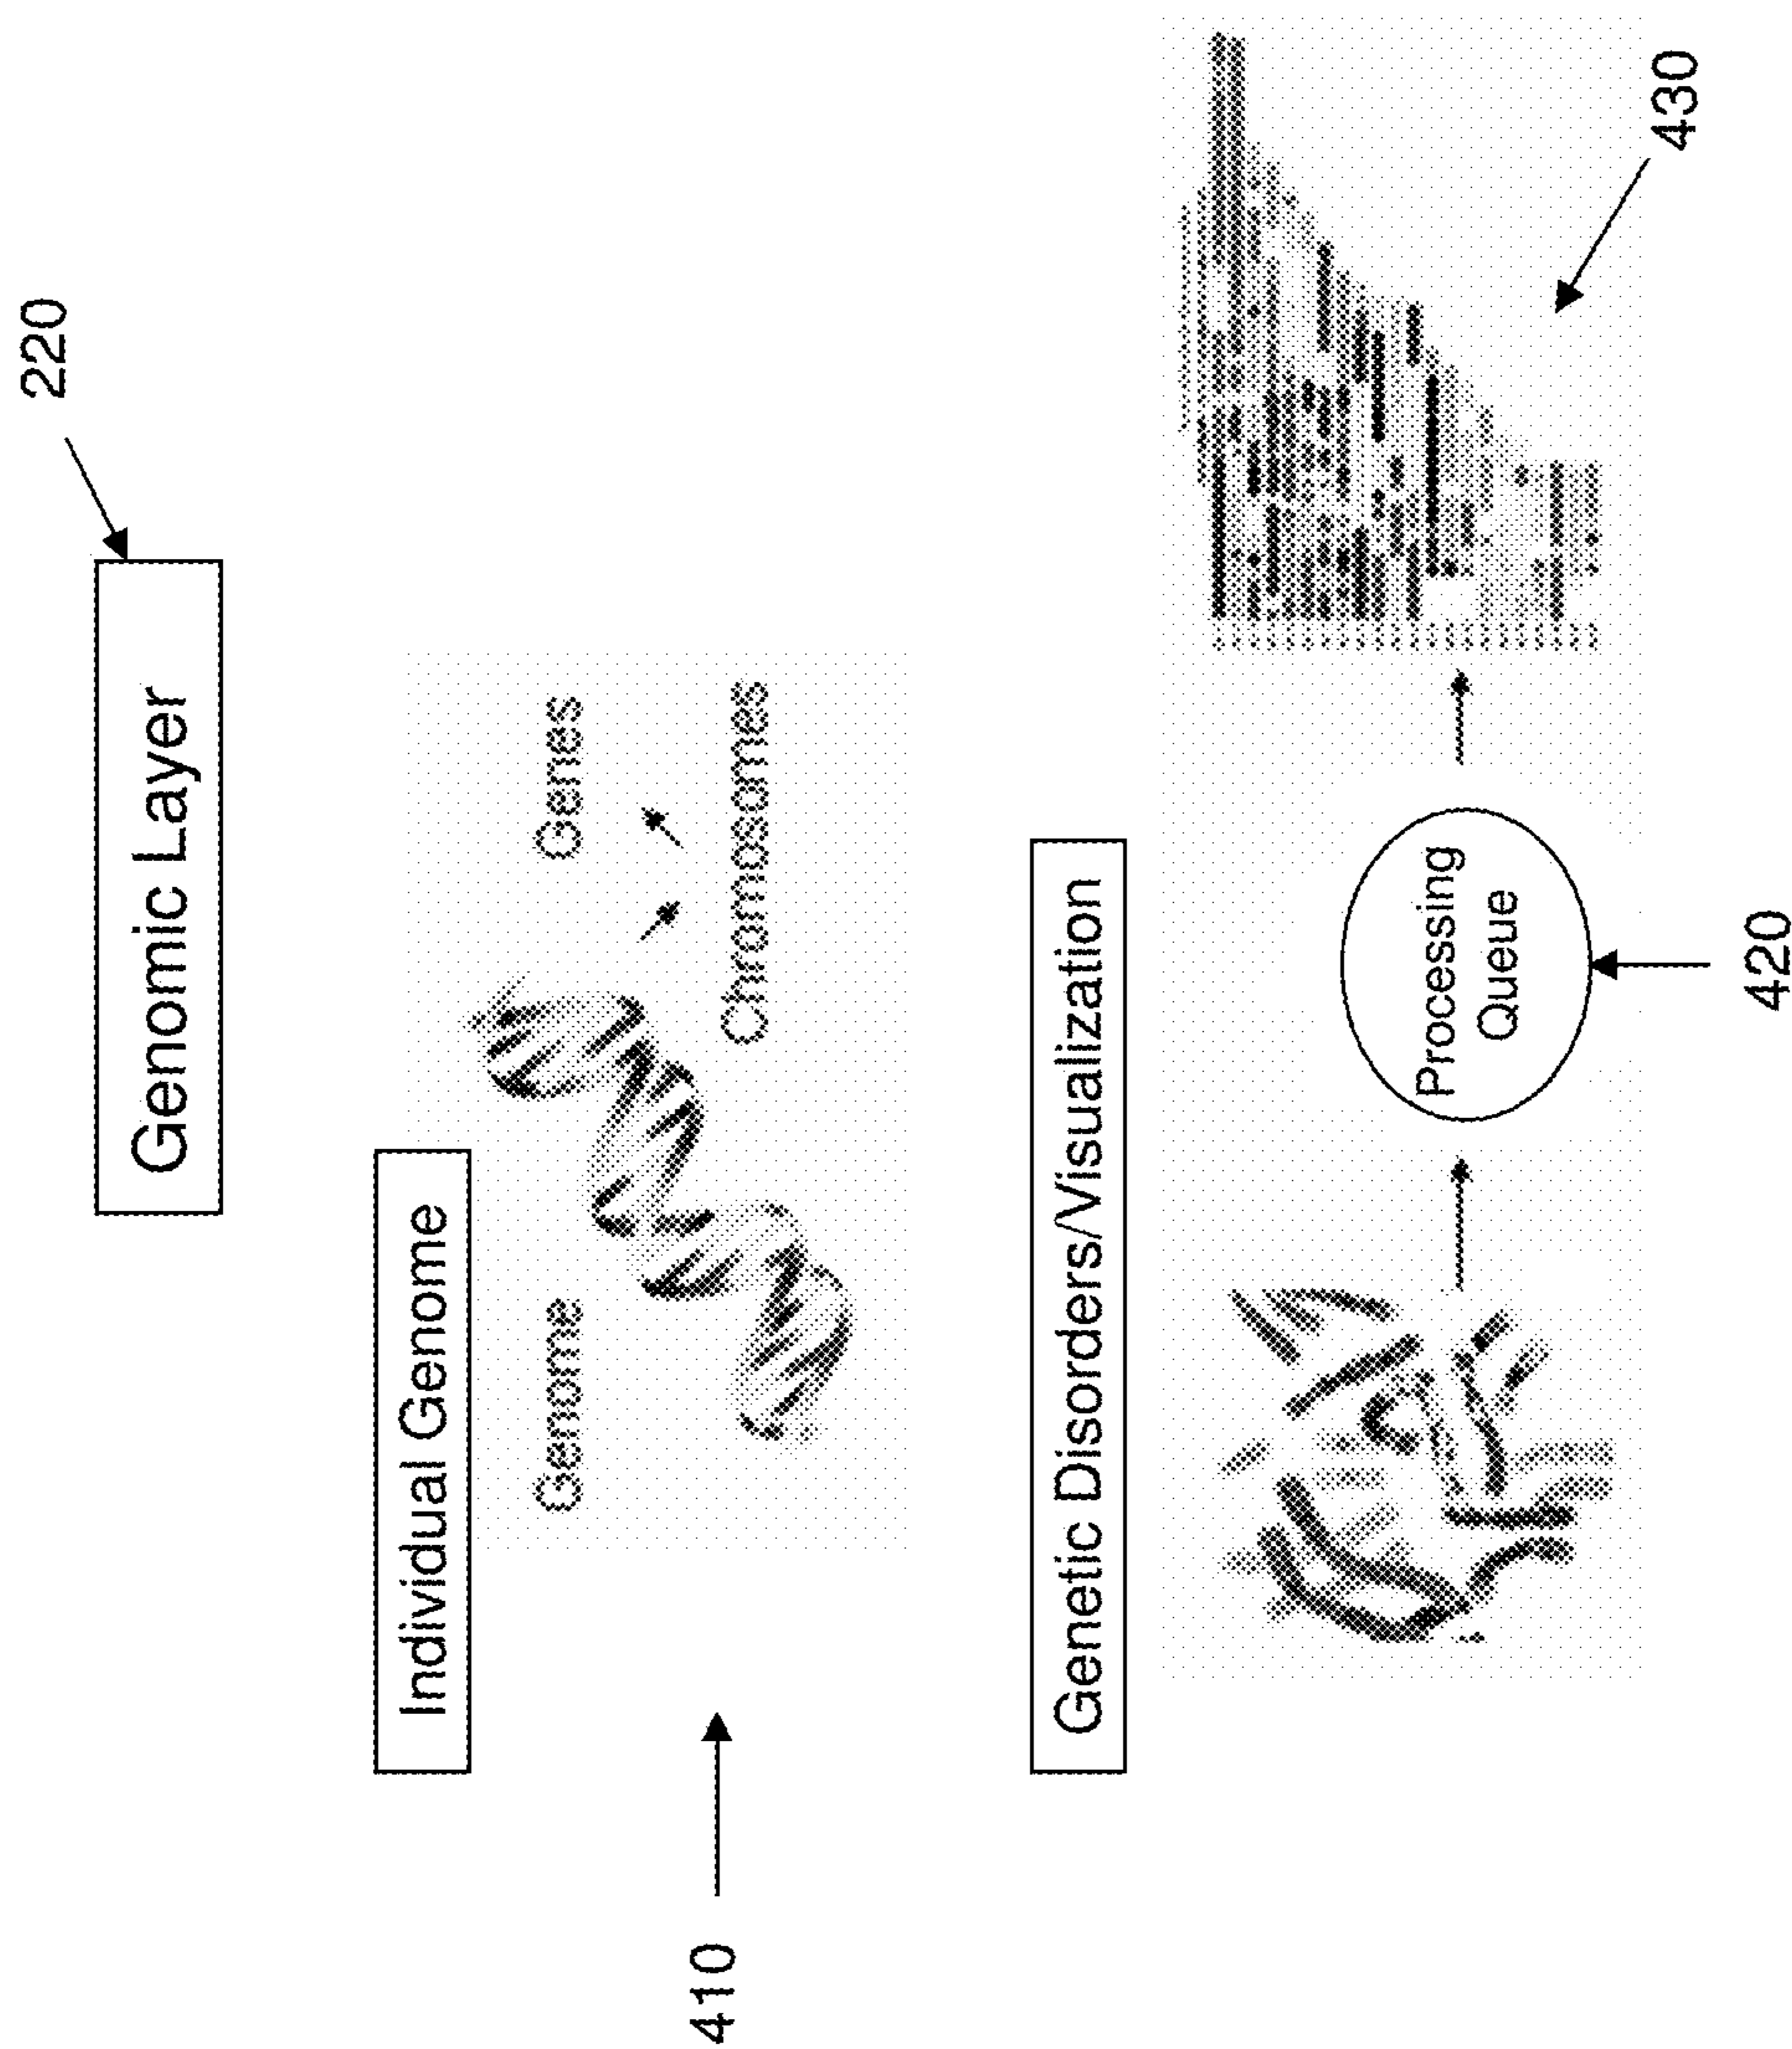 220
Genomic Layer
Individual Genome
Genome
Genes
Chromosomes
410
Genetic Disorders/Visualization
Processing
Queue
420
430